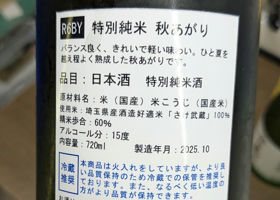 R6BY 特別純米 秋あがり
バランス良く、きれいで軽い味わい。ひと夏を
超え程よく熟成した秋あがりです。
品目：日本酒 特別純米酒
原材料名：米（国産）米こうじ（国産米）
使用米：埼玉県産酒造好適米「さけ武蔵」100%
精米歩合：60%
アルコール分：15度
内容量：720ml 製造年月：2025.10
冷蔵
推奨
本商品は火入れをしていますが、より良
い品質保持のため冷蔵での保管を推奨し
ています。また、なるべく低い温度の
方がより品質が保持できます。